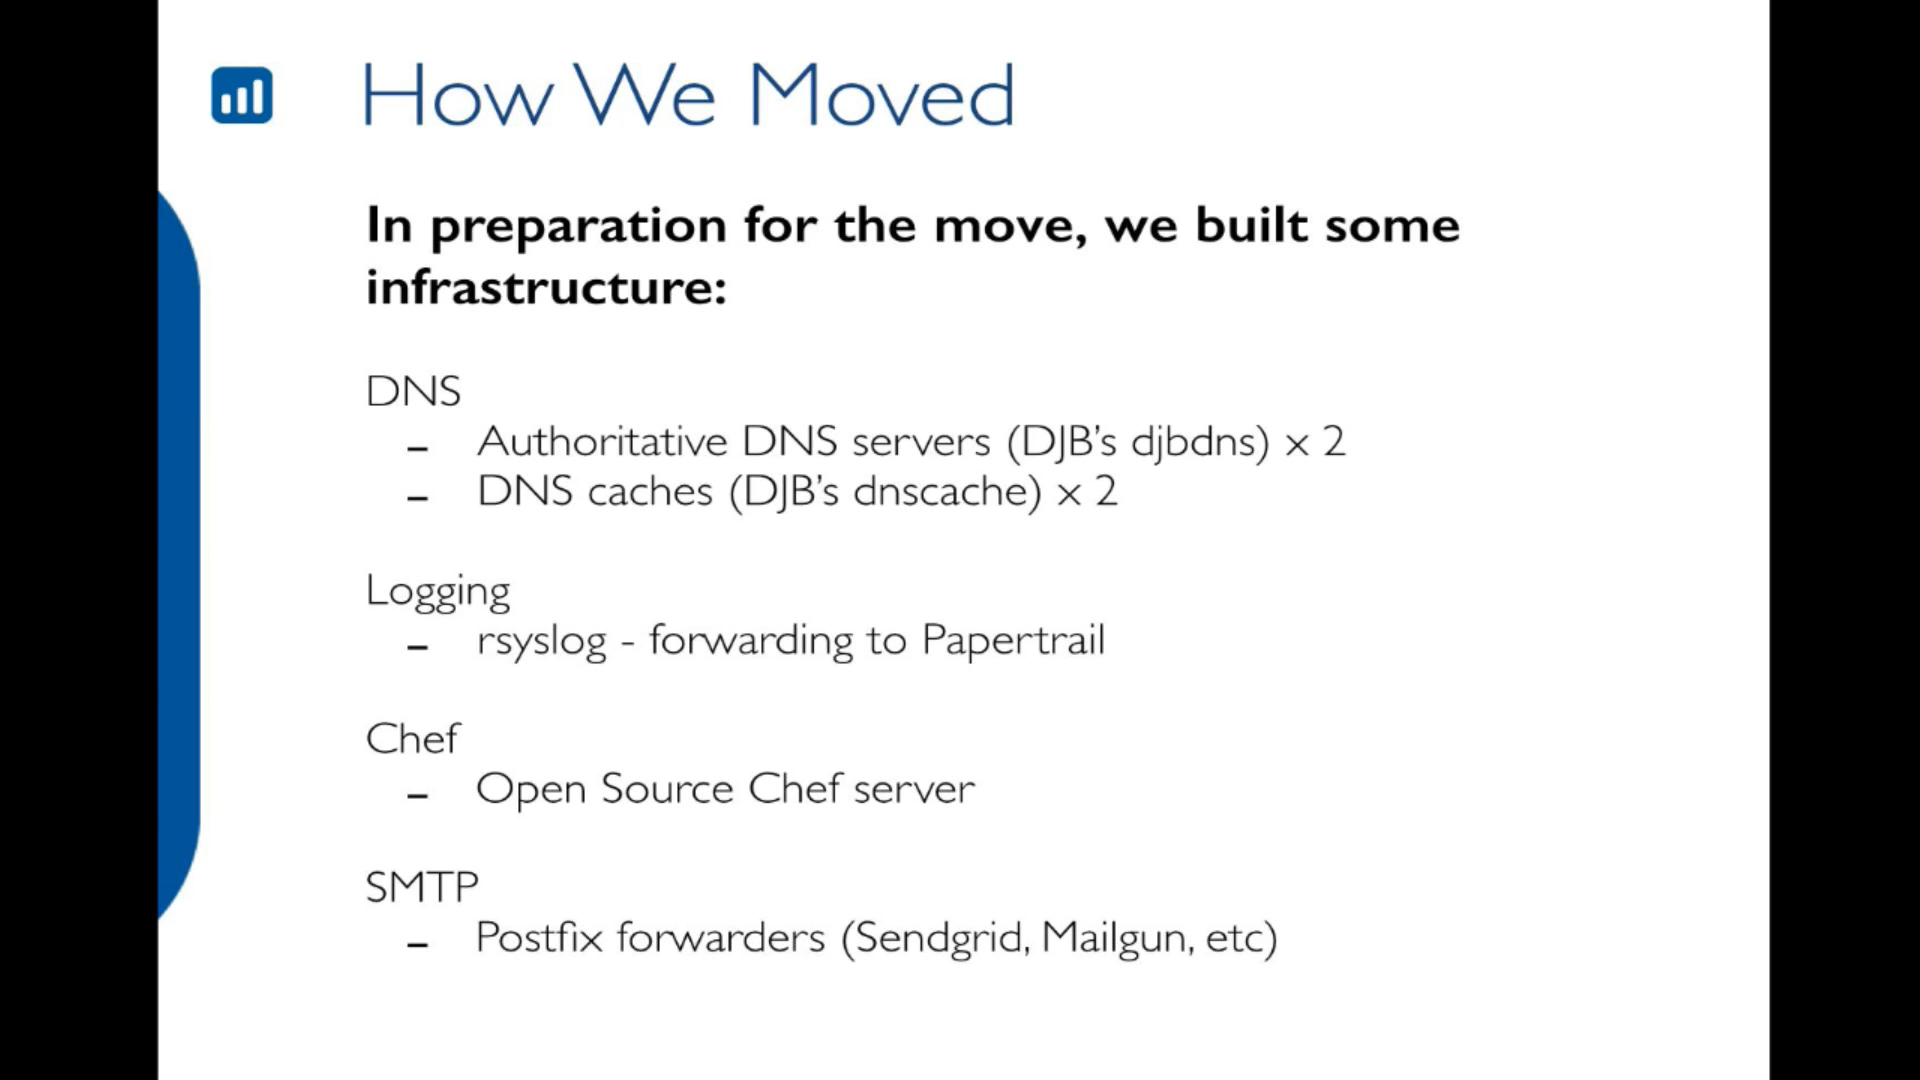 How We Moved
In preparation for the move, we built some
infrastructure:
DNS
– Authoritative DNS servers (DJB's djbdns) x 2
– DNS caches (DJB's dnscache) x 2
Logging
– rsyslog - forwarding to Papertrail
Chef
– Open Source Chef server
SMTP
– Postfix forwarders (Sendgrid, Mailgun, etc)